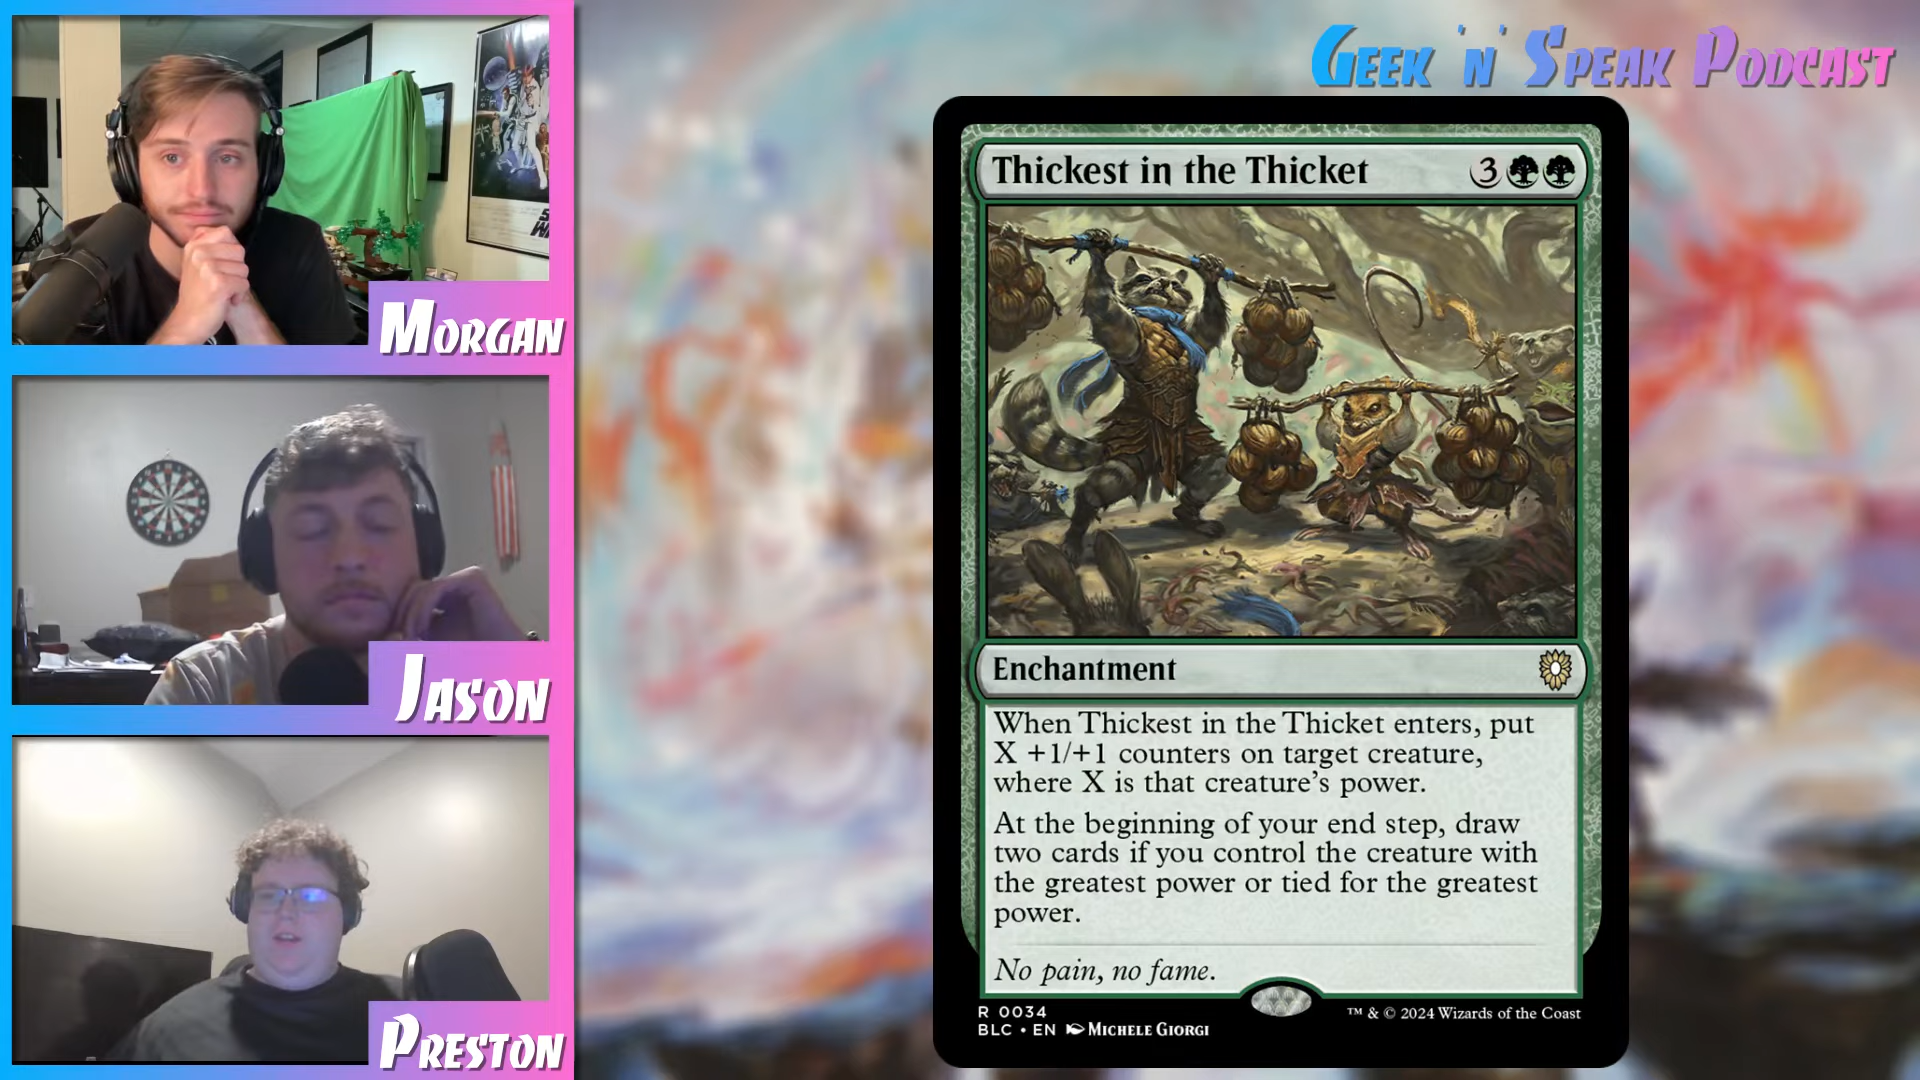 GEEK 'N' SPEAK PODCAST
MORGAN
JASON
PRESTON
Thickest in the Thicket 3
Enchantment
When Thickest in the Thicket enters, put
X +1/+1 counters on target creature,
where X is that creature's power.
At the beginning of your end step, draw
two cards if you control the creature with
the greatest power or tied for the greatest
power.
No pain, no fame.
R 0034
BLC • EN MICHELE GIORGI
™ & © 2024 Wizards of the Coast